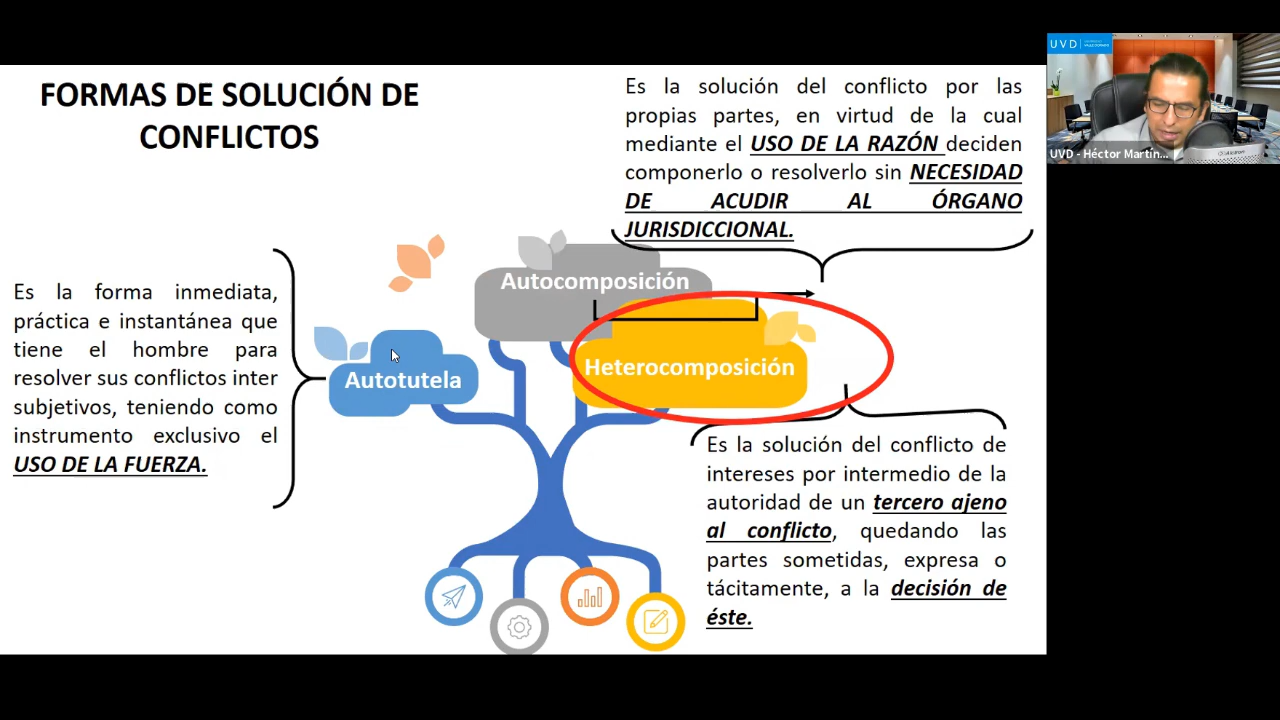 FORMAS DE SOLUCIÓN DE
CONFLICTOS
Es la solución del conflicto por las
propias partes, en virtud de la cual
mediante el USO DE LA RAZÓN deciden
componerlo o resolverlo sin NECESIDAD
DE ACUDIR AL ÓRGANO
JURISDICCIONAL.
Autocomposición
Es la forma inmediata,
práctica e instantánea que
tiene el hombre para
resolver sus conflictos inter
subjetivos, teniendo como
instrumento exclusivo el
USO DE LA FUERZA.
Autotutela
Heterocomposición
Es la solución del conflicto de
intereses por intermedio de la
autoridad de un tercero ajeno
al conflicto, quedando las
partes sometidas, expresa o
tácitamente, a la decisión de
éste.
UVD
UVD - Héctor Martín...